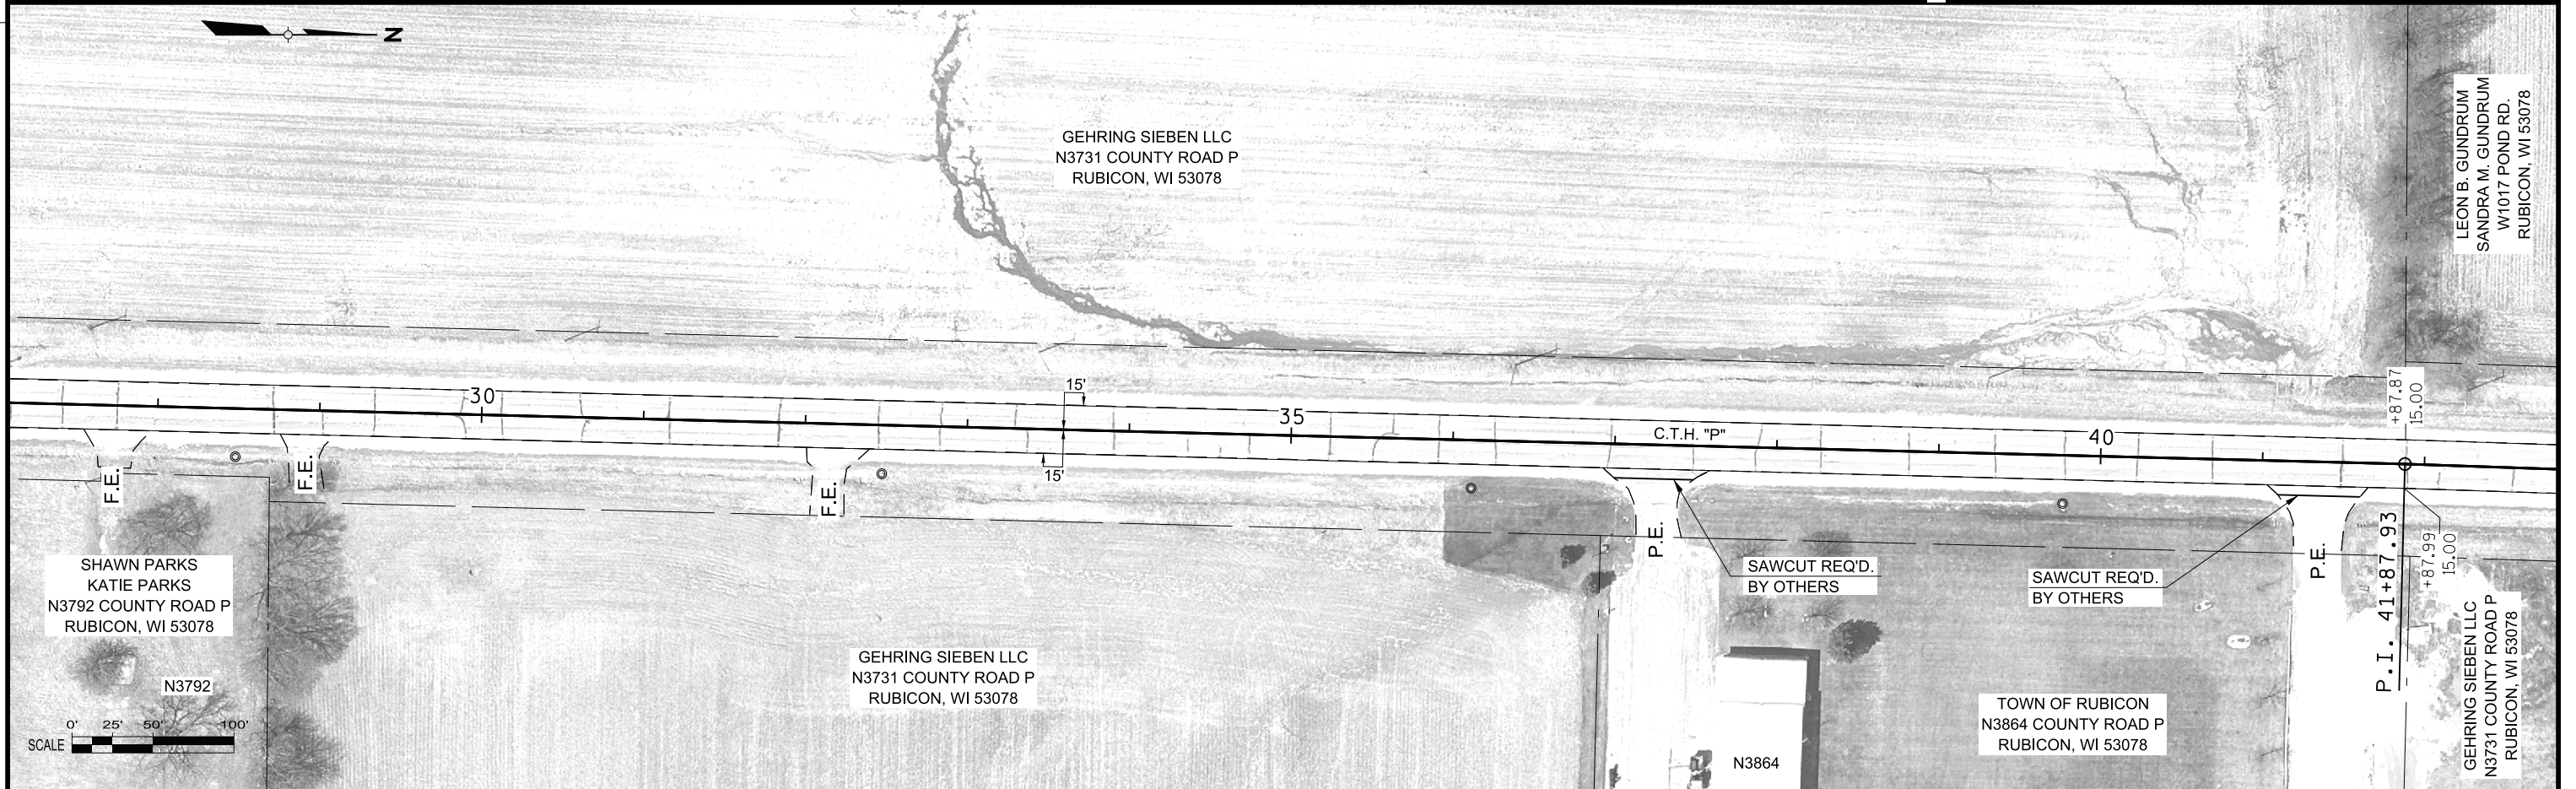 N
GEHRING SIEBEN LLC
N3731 COUNTY ROAD P
RUBICON, WI 53078
LEON B. GUNDRUM
SANDRA M. GUNDRUM
W1017 POND RD.
RUBICON, WI 53078
30
15'
35
C.T.H. "P"
40
+87.87
15.00
15'
F.E.
F.E.
F.E.
P.E.
P.E.
SAWCUT REQ'D.
BY OTHERS
SAWCUT REQ'D.
BY OTHERS
P.I. 41+87.93
+87.99
15.00
SHAWN PARKS
KATIE PARKS
N3792 COUNTY ROAD P
RUBICON, WI 53078
N3792
GEHRING SIEBEN LLC
N3731 COUNTY ROAD P
RUBICON, WI 53078
TOWN OF RUBICON
N3864 COUNTY ROAD P
RUBICON, WI 53078
GEHRING SIEBEN LLC
N3731 COUNTY ROAD P
RUBICON, WI 53078
N3864
0' 25' 50' 100'
SCALE